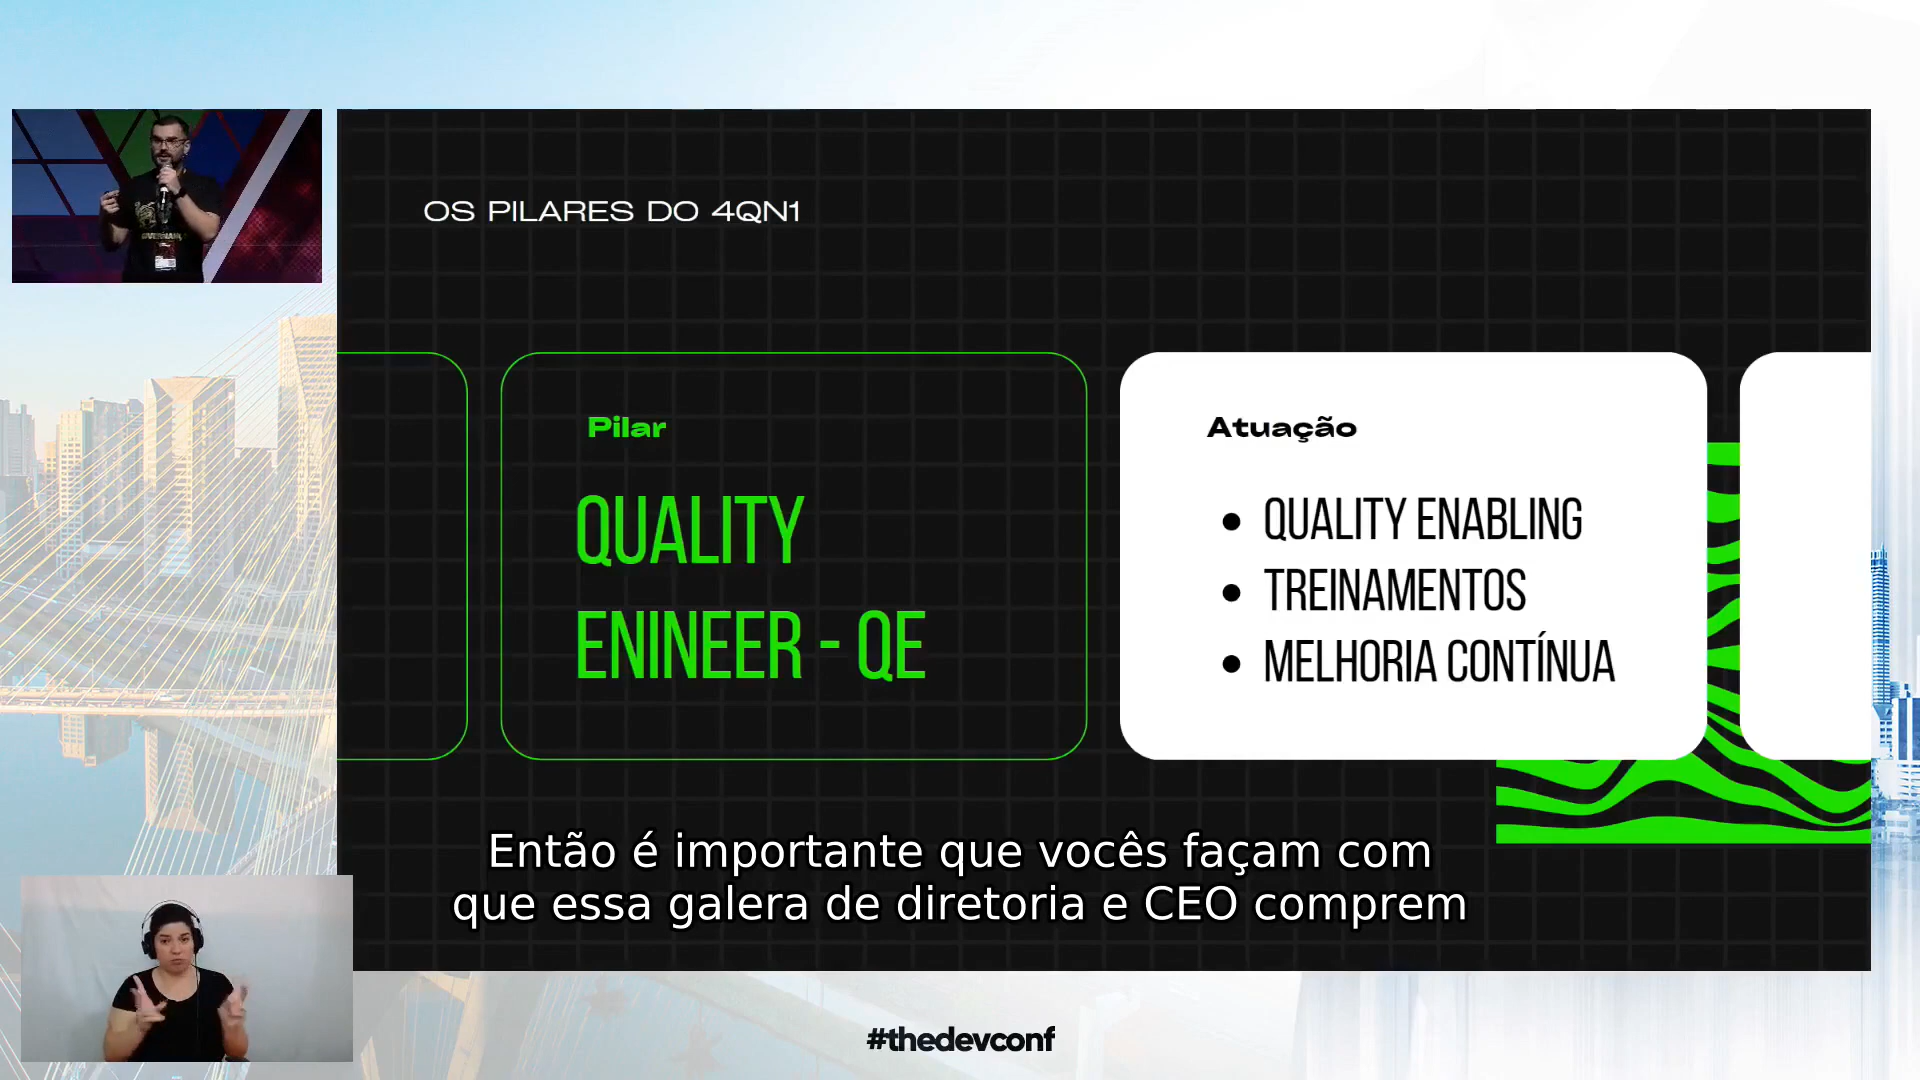 OS PILARES DO 4QN1
Pilar
QUALITY
ENINEER - QE
Atuação
• QUALITY ENABLING
• TREINAMENTOS
• MELHORIA CONTÍNUA
Então é importante que vocês façam com
que essa galera de diretoria e CEO comprem
#thedevconf